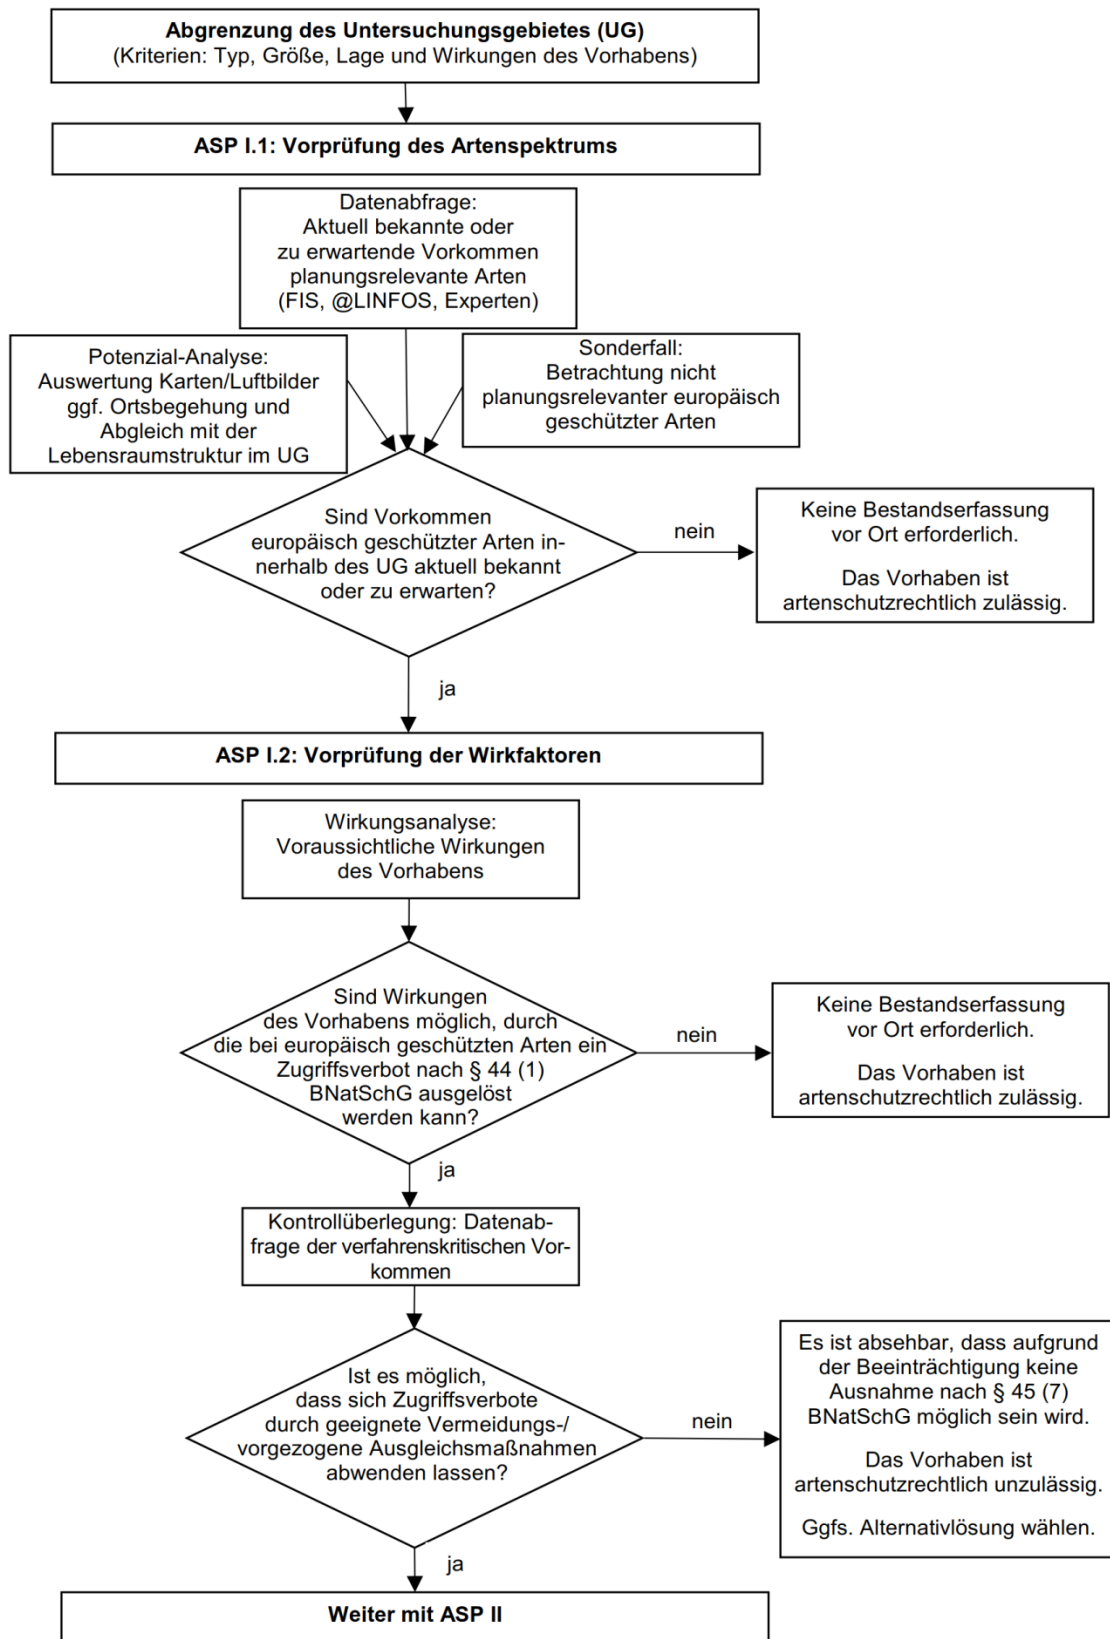 Abgrenzung des Untersuchungsgebietes (UG)
(Kriterien: Typ, Größe, Lage und Wirkungen des Vorhabens)
ASP I.1: Vorprüfung des Artenspektrums
Datenabfrage:
Aktuell bekannte oder
zu erwartende Vorkommen
planungsrelevante Arten
(FIS, @LINFOS, Experten)
Potenzial-Analyse:
Auswertung Karten/Luftbilder
ggf. Ortsbegehung und
Abgleich mit der
Lebensraumstruktur im UG
Sonderfall:
Betrachtung nicht
planungsrelevanter europäisch
geschützter Arten
Sind Vorkommen
europäisch geschützter Arten in-
nerhalb des UG aktuell bekannt
oder zu erwarten?
nein
Keine Bestandserfassung
vor Ort erforderlich.
Das Vorhaben ist
artenschutzrechtlich zulässig.
ja
ASP I.2: Vorprüfung der Wirkfaktoren
Wirkungsanalyse:
Voraussichtliche Wirkungen
des Vorhabens
Sind Wirkungen
des Vorhabens möglich, durch
die bei europäisch geschützten Arten ein
Zugriffsverbot nach § 44 (1)
BNatSchG ausgelöst
werden kann?
nein
Keine Bestandserfassung
vor Ort erforderlich.
Das Vorhaben ist
artenschutzrechtlich zulässig.
ja
Kontrollüberlegung: Datenab-
frage der verfahrenskritischen Vor-
kommen
Ist es möglich,
dass sich Zugriffsverbote
durch geeignete Vermeidungs-/
vorgezogene Ausgleichsmaßnahmen
abwenden lassen?
nein
Es ist absehbar, dass aufgrund
der Beeinträchtigung keine
Ausnahme nach § 45 (7)
BNatSchG möglich sein wird.
Das Vorhaben ist
artenschutzrechtlich unzulässig.
Ggfs. Alternativlösung wählen.
ja
Weiter mit ASP II